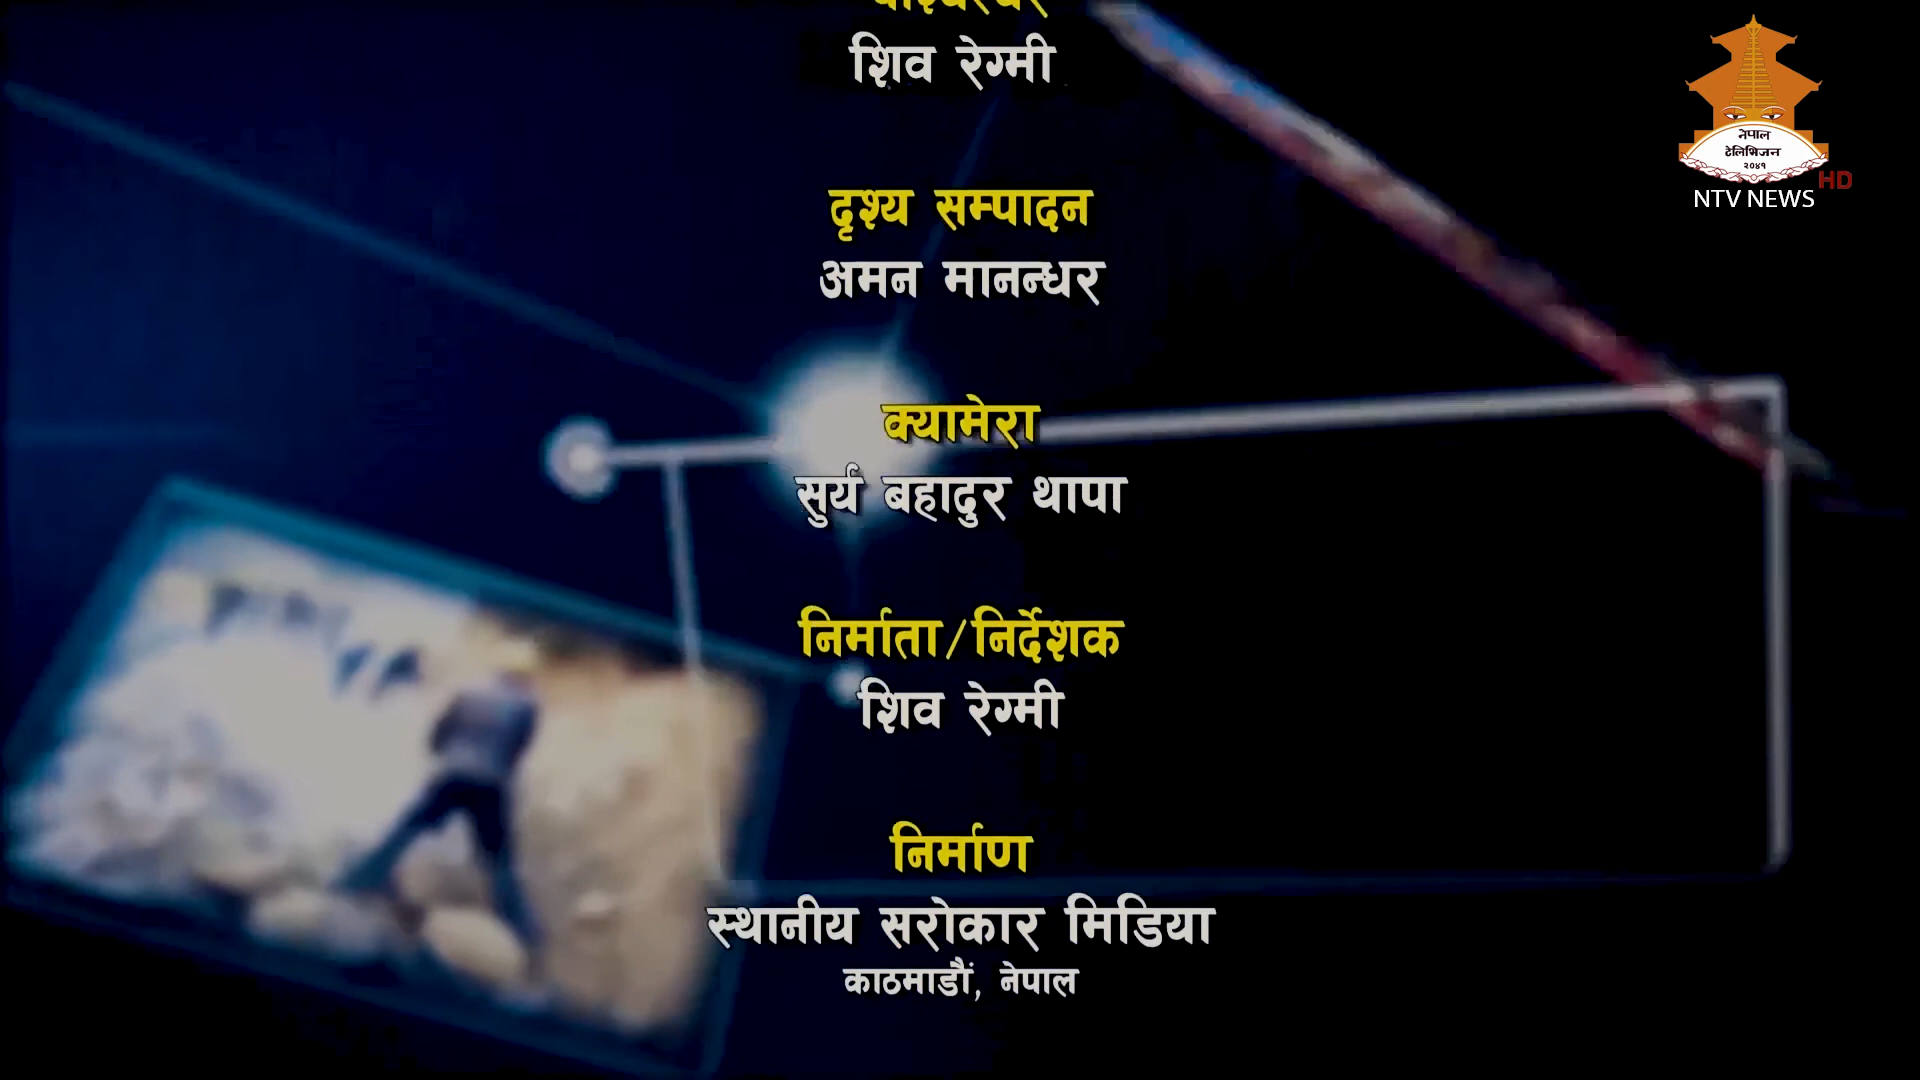 शिव रेग्मी
दृश्य सम्पादन
अमन मानन्धर
क्यामेरा
सुर्य बहादुर थापा
निर्माता/निर्देशक
शिव रेग्मी
निर्माण
स्थानीय सरोकार मिडिया
काठमाडौं, नेपाल
नेपाल
टेलिभिजन
२०४१
HD
NTV NEWS